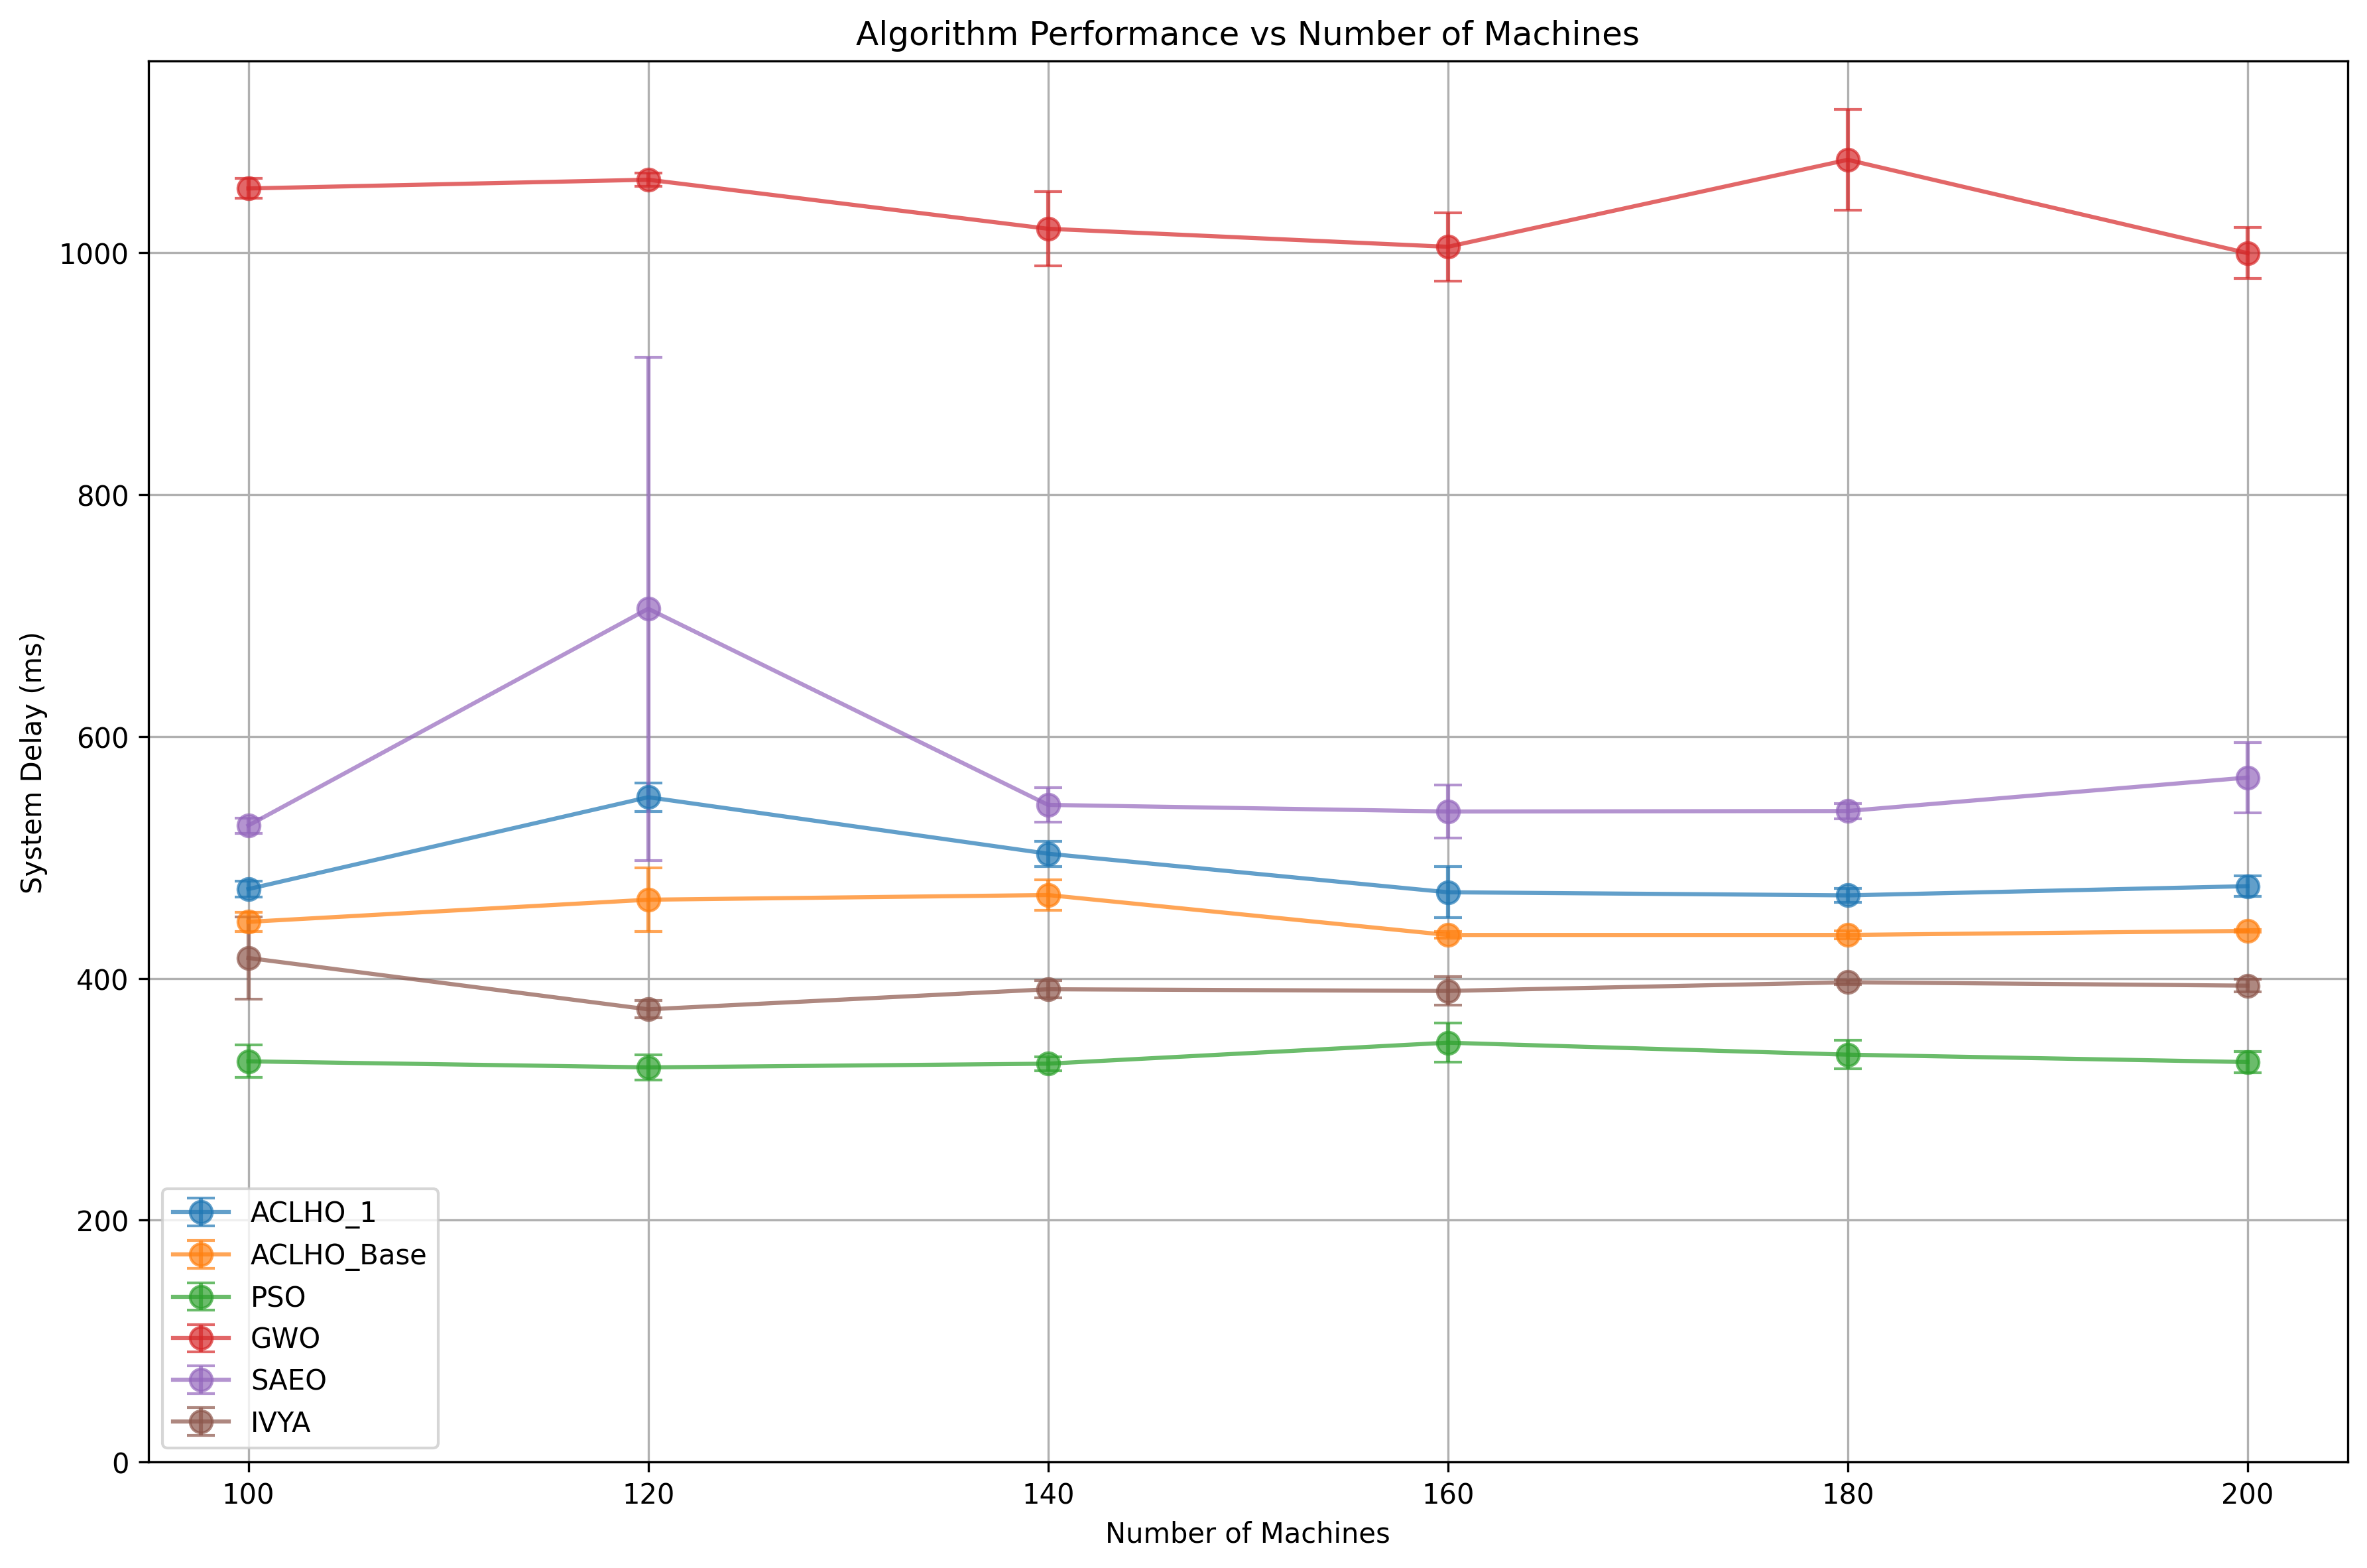 Algorithm Performance vs Number of Machines
System Delay (ms)
1000
800
600
400
200
0
ACLHO_1
ACLHO_Base
PSO
GWO
SAEO
IVYA
100 120 140 160 180 200
Number of Machines